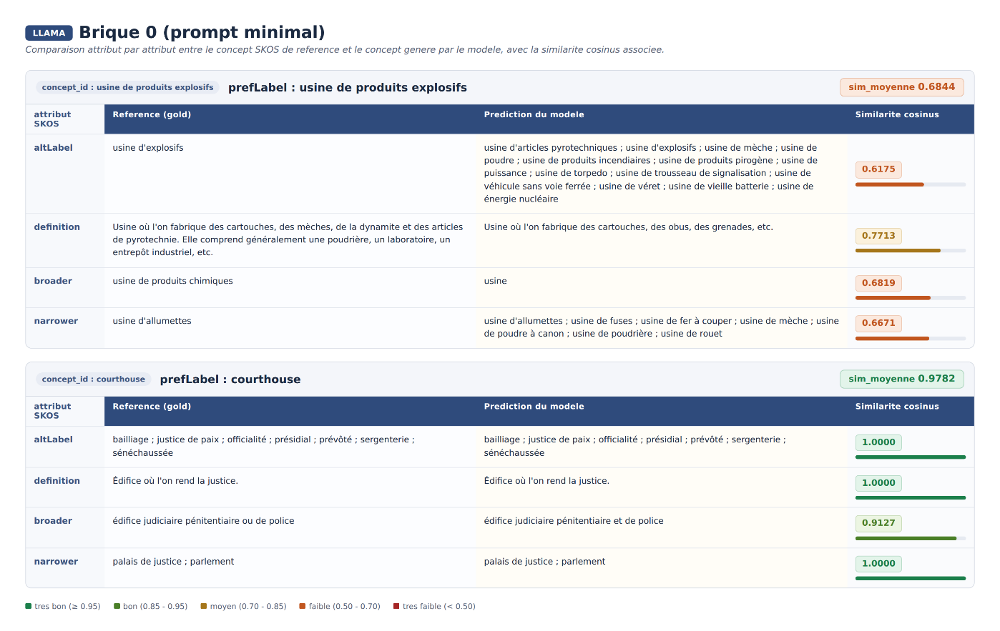 LLAMA Brique 0 (prompt minimal)
Comparaison attribut par attribut entre le concept SKOS de reference et le concept genere par le modele, avec la similarite cosinus associee.
concept_id : usine de produits explosifs prefLabel : usine de produits explosifs sim_moyenne 0.6844
attribut SKOS Reference (gold) Prediction du modele Similarite cosinus
altLabel usine d'explosifs usine d'articles pyrotechniques ; usine d'explosifs ; usine de mèche ; usine de
poudre ; usine de produits incendiaires ; usine de produits pirogène ; usine de
puissance ; usine de torpedo ; usine de trousseau de signalisation ; usine de
véhicule sans voie ferrée ; usine de véret ; usine de vieille batterie ; usine de
énergie nucléaire
0.6175
definition Usine où l'on fabrique des cartouches, des mèches, de la dynamite et des articles
de pyrotechnie. Elle comprend généralement une poudrière, un laboratoire, un
entrepôt industriel, etc.
Usine où l'on fabrique des cartouches, des obus, des grenades, etc.
0.7713
broader usine de produits chimiques usine 0.6819
narrower usine d'allumettes usine d'allumettes ; usine de fuses ; usine de fer à couper ; usine de mèche ; usine
de poudre à canon ; usine de poudrière ; usine de rouet
0.6671
concept_id : courthouse prefLabel : courthouse sim_moyenne 0.9782
attribut SKOS Reference (gold) Prediction du modele Similarite cosinus
altLabel bailliage ; justice de paix ; officialité ; présidial ; prévôté ; sergenterie ;
sénéchaussée
bailliage ; justice de paix ; officialité ; présidial ; prévôté ; sergenterie ;
sénéchaussée
1.0000
definition Édifice où l'on rend la justice. Édifice où l'on rend la justice. 1.0000
broader édifice judiciaire pénitentiaire ou de police édifice judiciaire pénitentiaire et de police 0.9127
narrower palais de justice ; parlement palais de justice ; parlement 1.0000
tres bon (≥ 0.95) bon (0.85 - 0.95) moyen (0.70 - 0.85) faible (0.50 - 0.70) tres faible (< 0.50)